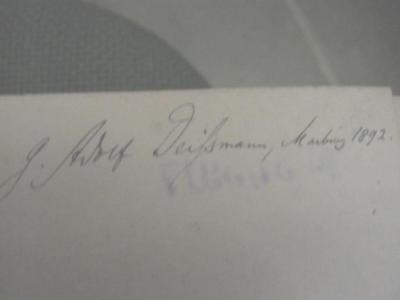 G. Adolf Deißmann, Marburg 1892.